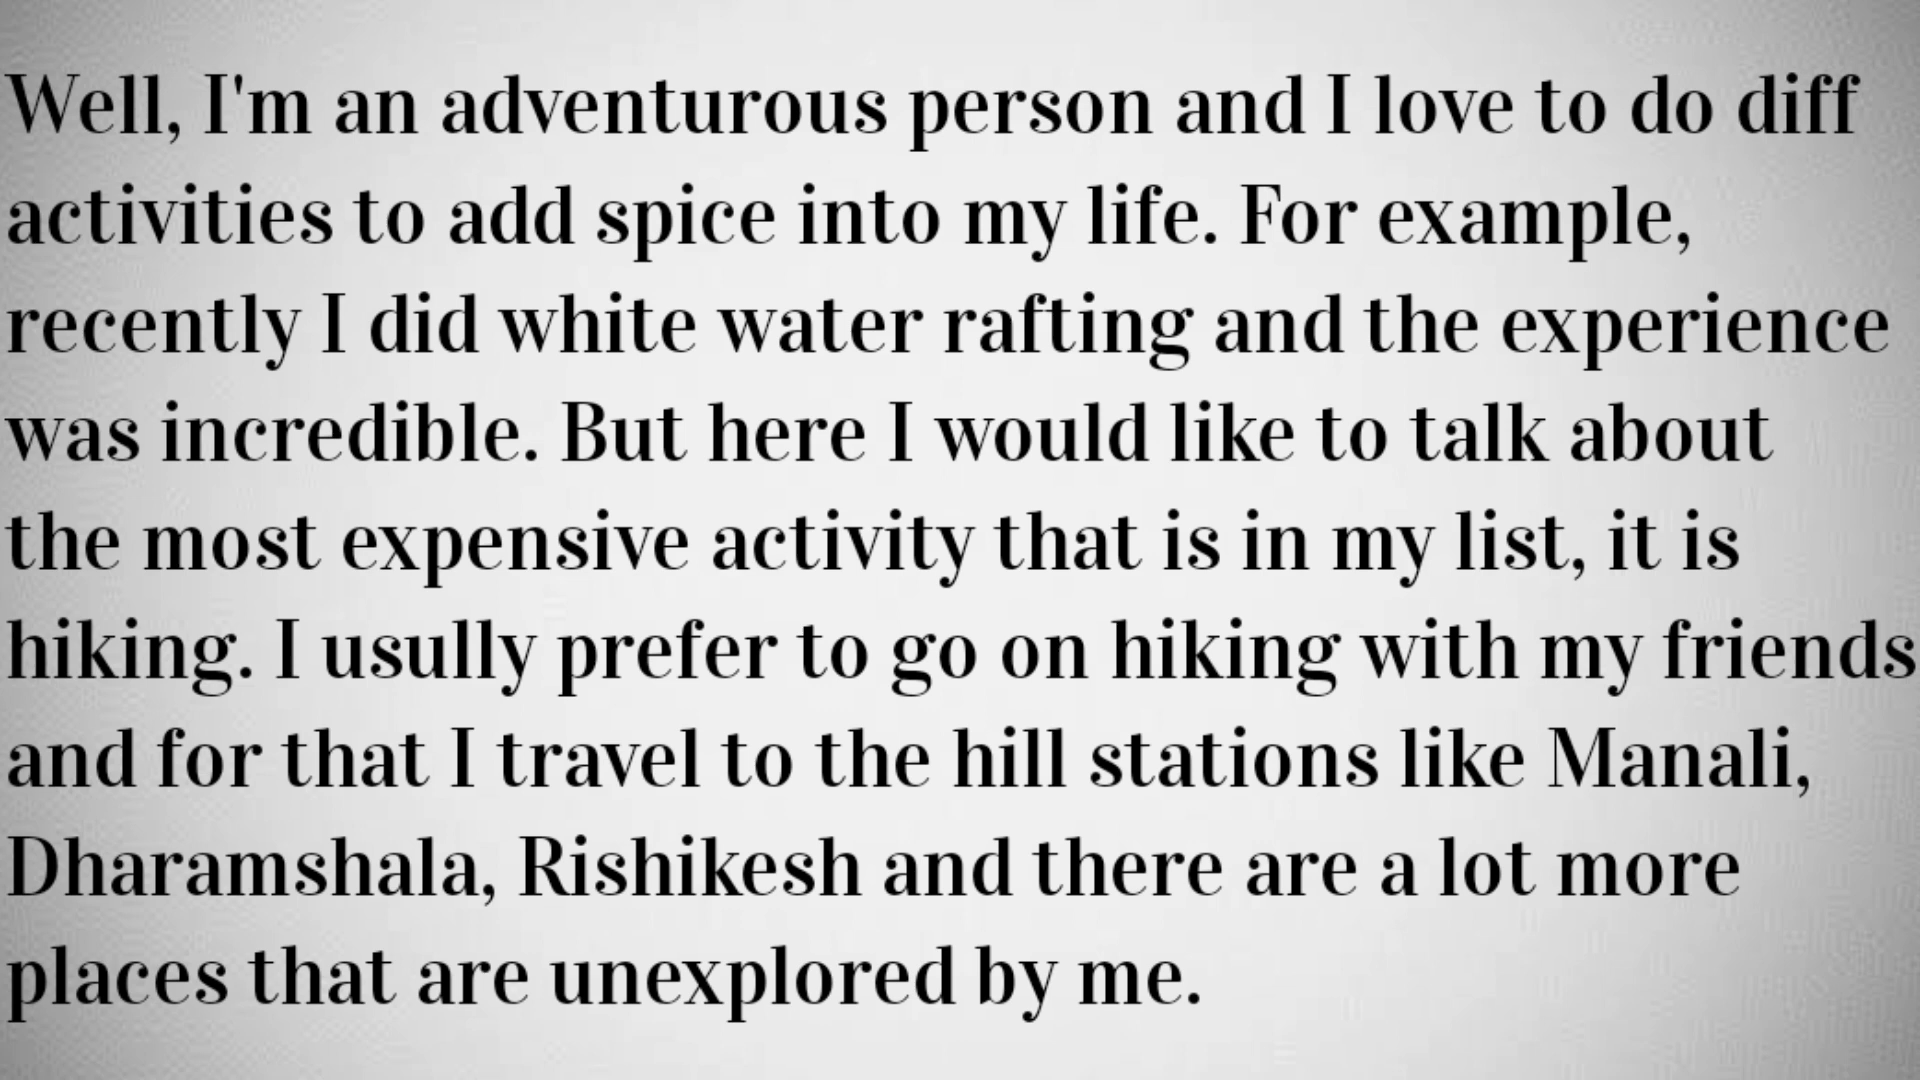 Well, I'm an adventurous person and I love to do diff
activities to add spice into my life. For example,
recently I did white water rafting and the experience
was incredible. But here I would like to talk about
the most expensive activity that is in my list, it is
hiking. I usully prefer to go on hiking with my friends
and for that I travel to the hill stations like Manali,
Dharamshala, Rishikesh and there are a lot more
places that are unexplored by me.